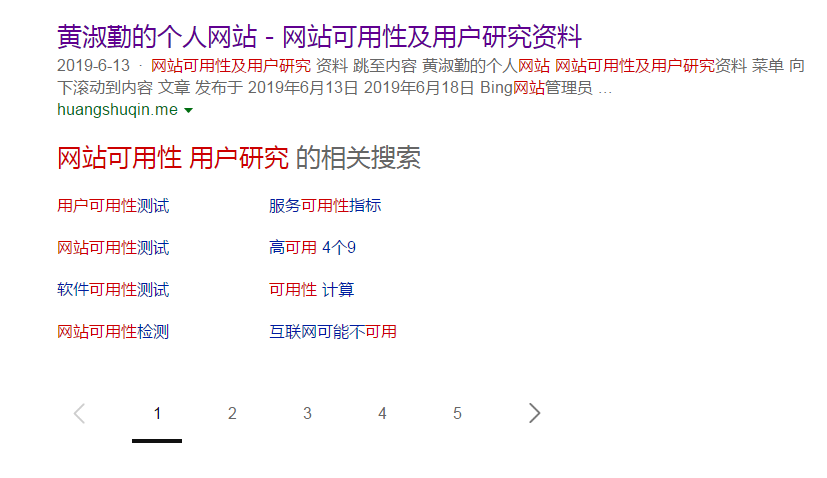 黄淑勤的个人网站 - 网站可用性及用户研究资料
2019-6-13 · 网站可用性及用户研究 资料 跳至内容 黄淑勤的个人网站 网站可用性及用户研究资料 菜单 向
下滚动到内容 文章 发布于 2019年6月13日 2019年6月18日 Bing网站管理员 …
huangshuqin.me
网站可用性 用户研究 的相关搜索
用户可用性测试 服务可用性指标
网站可用性测试 高可用 4个9
软件可用性测试 可用性 计算
网站可用性检测 互联网可能不可用
1 2 3 4 5